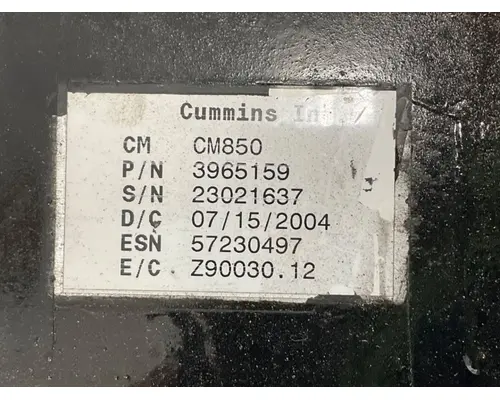 Cummins In
CM CM850
P/N 3965159
S/N 23021637
D/C 07/15/2004
ESN 57230497
E/C Z90030.12